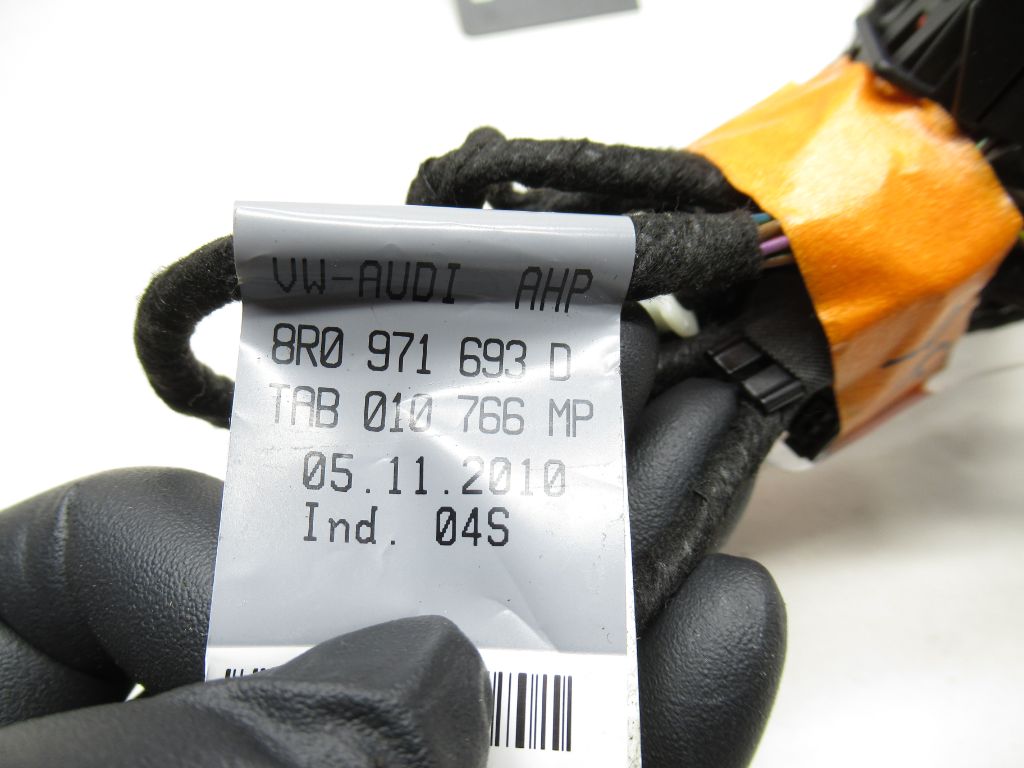 VW-AUDI AHP
8R0 971 693 D
TAB 010 766 MP
05.11.2010
Ind. 04S